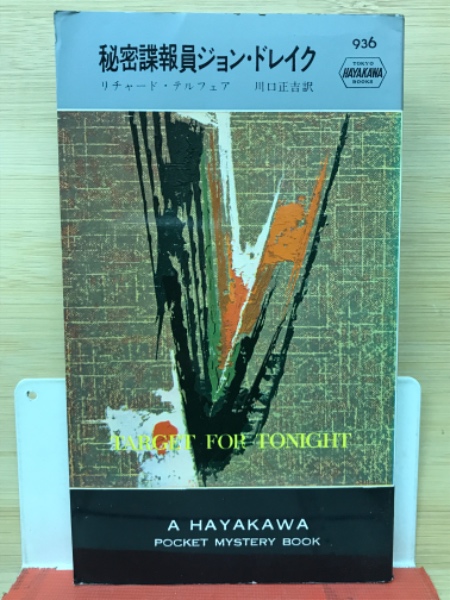 秘密諜報員ジョン・ドレイク
936
リチャード・テルフェア 川口正吉訳
TOKYO
HAYAKAWA
BOOKS
TARGET FOR TONIGHT
A HAYAKAWA
POCKET MYSTERY BOOK